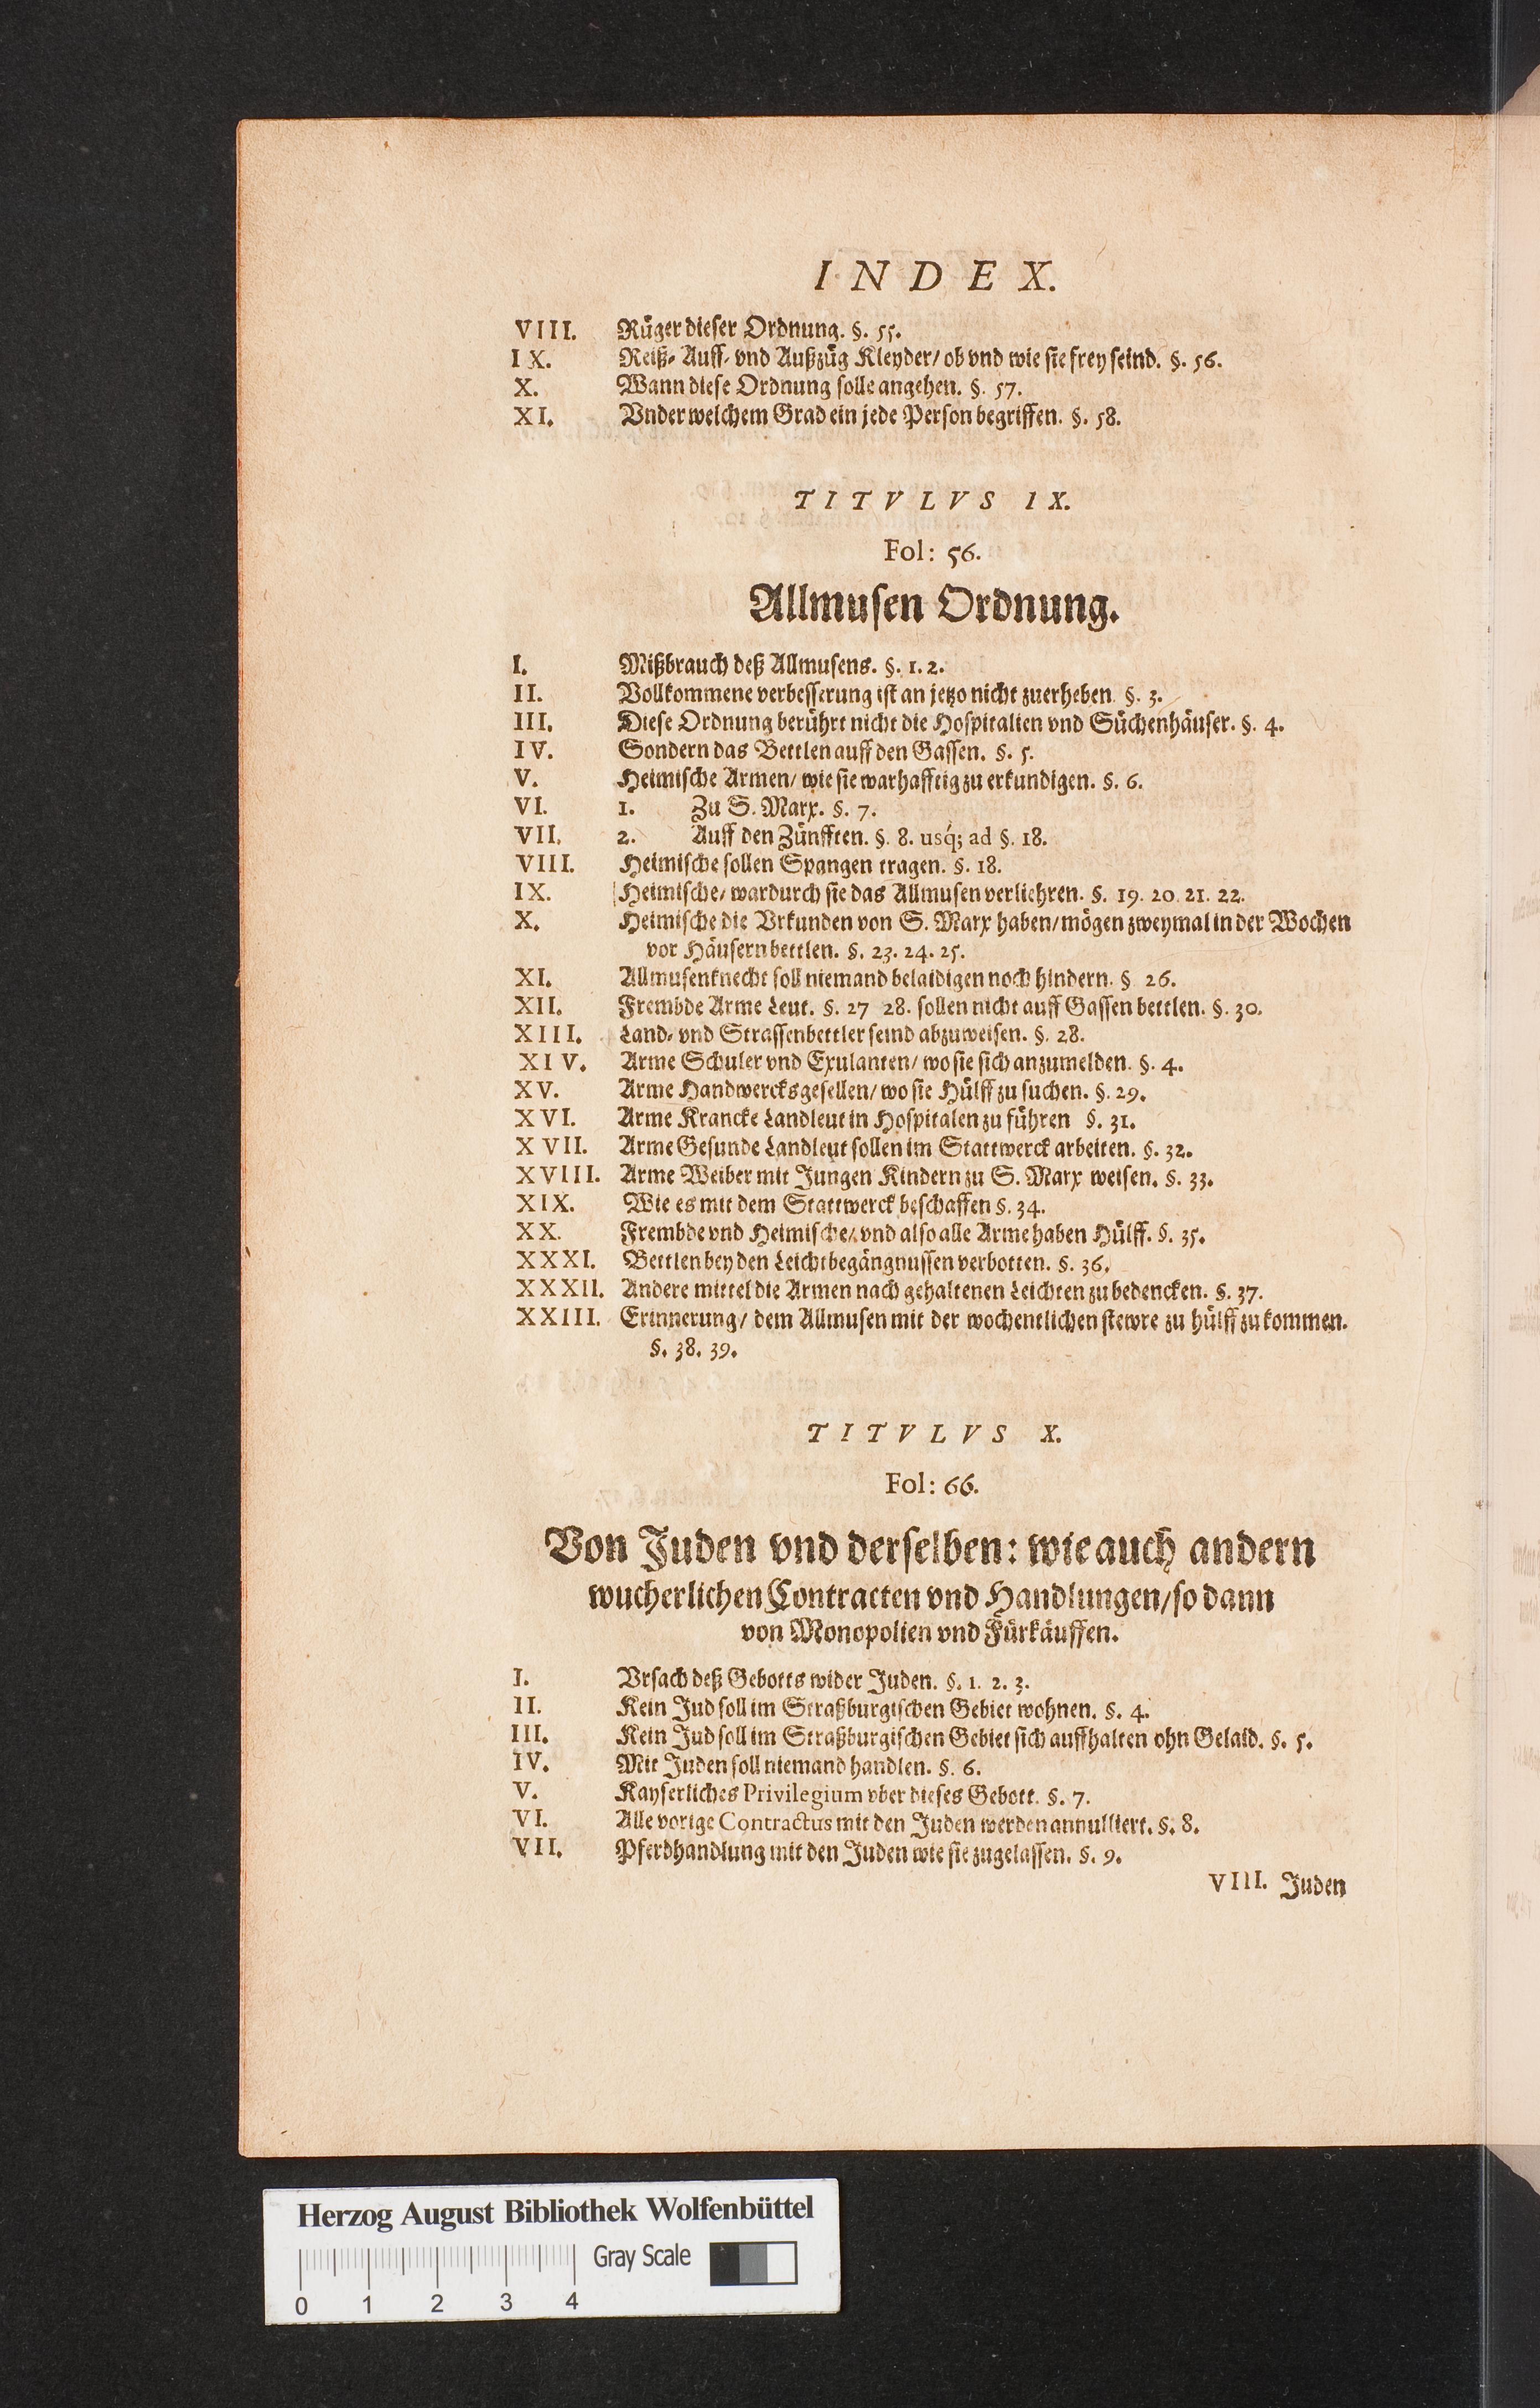 INDEX.
VIII. Rüger dieser Ordnung. §. 55.
IX. Reiß- Auff- vnd Außzüg Kleyder/ ob vnd wie sie frey seind. §. 56.
X. Wann diese Ordnung solle angehen. §. 57.
XI. Vnder welchem Grad ein jede Person begriffen. §. 58.
TITVLVS IX.
Fol: 56.
Allmusen Ordnung.
I. Mißbrauch deß Allmusens. §. 1. 2.
II. Vollkommene verbesserung ist an jetzo nicht zuerheben. §. 3.
III. Diese Ordnung berührt nicht die Hospitalien vnd Süchenhäuser. §. 4.
IV. Sondern das Bettlen auff den Gassen. §. 5.
V. Heimische Armen/ wie sie warhafftig zu erkundigen. §. 6.
VI. 1. Zu S. Marx. §. 7.
VII. 2. Auff den Zünfften. §. 8. usq́; ad §. 18.
VIII. Heimische sollen Spangen tragen. §. 18.
IX. Heimische/ wardurch sie das Allmusen verliehren. §. 19. 20. 21. 22.
X. Heimische die Vrkunden von S. Marx haben/ mögen zweymal in der Wochen
vor Häusern bettlen. §. 23. 24. 25.
XI. Allmusenknecht soll niemand belaidigen noch hindern. § 26.
XII. Frembde Arme Leut. §. 27 28. sollen nicht auff Gassen bettlen. §. 30.
XIII. Land- vnd Strassenbettler seind abzuweisen. §. 28.
XIV. Arme Schuler vnd Exulanten/ wo sie sich anzumelden. §. 4.
XV. Arme Handwercksgesellen/ wo sie Hülff zu suchen. §. 29.
XVI. Arme Krancke Landleut in Hospitalen zu führen §. 31.
XVII. Arme Gesunde Landleut sollen im Stattwerck arbeiten. §. 32.
XVIII. Arme Weiber mit Jungen Kindern zu S. Marx weisen. §. 33.
XIX. Wie es mit dem Stattwerck beschaffen §. 34.
XX. Frembde vnd Heimische/ vnd also alle Arme haben Hülff. §. 35.
XXXI. Bettlen bey den Leichtbegängnussen verbotten. §. 36.
XXXII. Andere mittel die Armen nach gehaltenen Leichten zu bedencken. §. 37.
XXIII. Erinnerung/ dem Allmusen mit der wochentlichen stewre zu hülff zu kommen.
§. 38. 39.
TITVLVS X.
Fol: 66.
Von Juden vnd derselben: wie auch andern
wucherlichen Contracten vnd Handlungen/ so dann
von Monopolien vnd Fürkäuffen.
I. Vrsach deß Gebotts wider Juden. §. 1. 2. 3.
II. Kein Jud soll im Straßburgischen Gebiet wohnen. §. 4.
III. Kein Jud soll im Straßburgischen Gebiet sich auffhalten ohn Gelaid. §. 5.
IV. Mit Juden soll niemand handlen. §. 6.
V. Kayserliches Privilegium vber dieses Gebott. §. 7.
VI. Alle vorige Contractus mit den Juden werden annulliert. §. 8.
VII. Pferdhandlung mit den Juden wie sie zugelassen. §. 9.
VIII. Juden
Herzog August Bibliothek Wolfenbüttel
Gray Scale
0 1 2 3 4